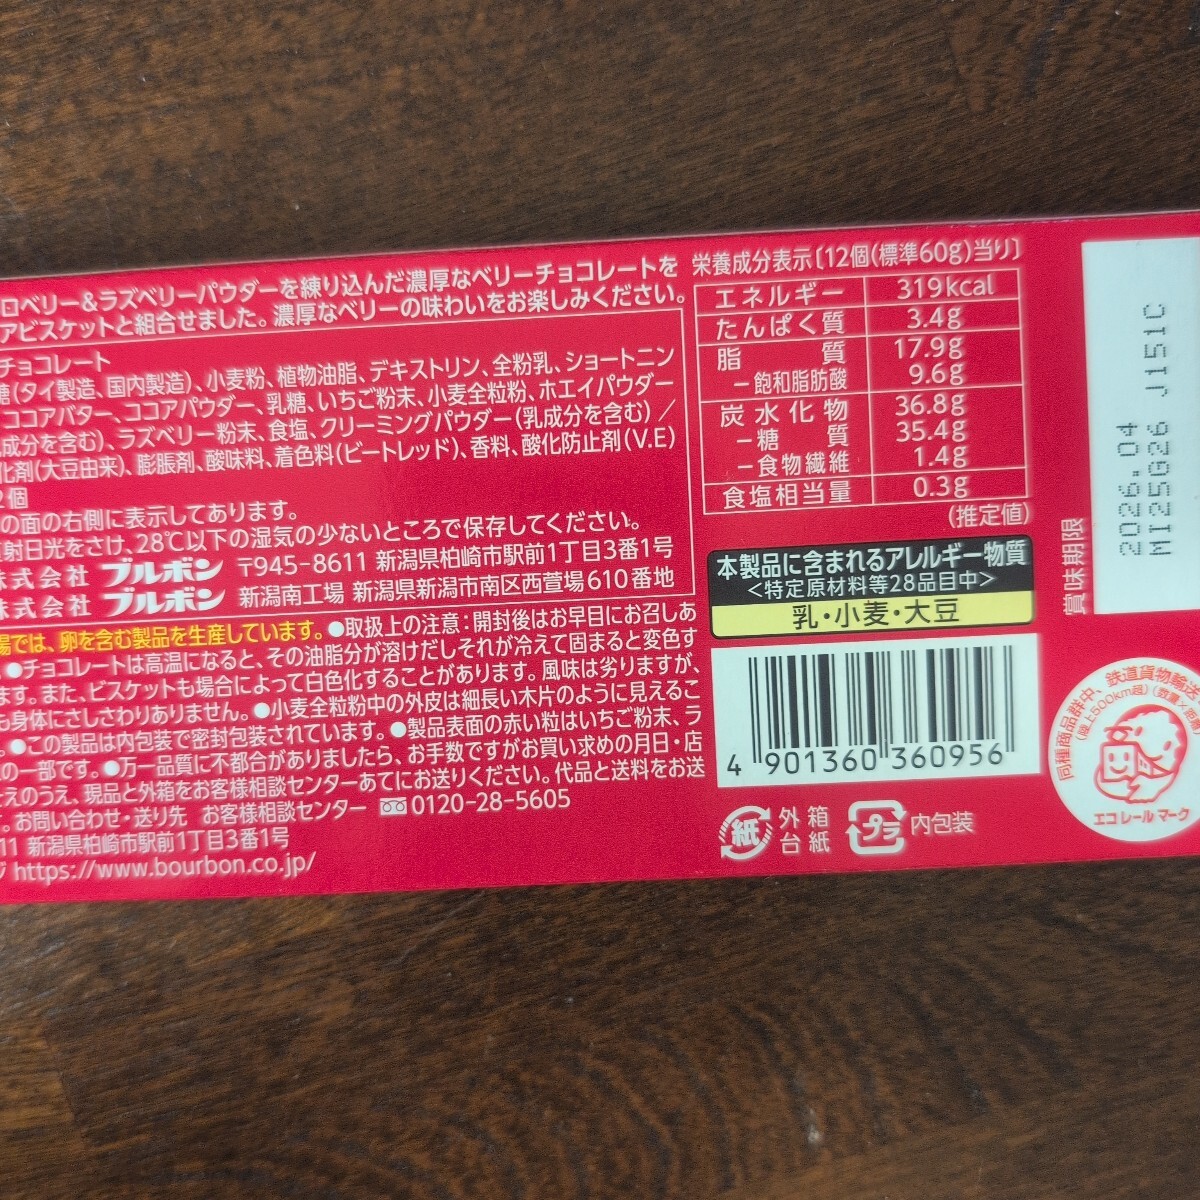 ロベリー&ラズベリーパウダーを練り込んだ濃厚なベリーチョコレートを
アビスケットと組合せました。濃厚なベリーの味わいをお楽しみください。
チョコレート
糖(タイ製造、国内製造)、小麦粉、植物油脂、デキストリン、全粉乳、ショートニン
ココアバター、ココアパウダー、乳糖、いちご粉末、小麦全粒粉、ホエイパウダー
成分を含む)、ラズベリー粉末、食塩、クリーミングパウダー(乳成分を含む)／
化剤(大豆由来)、膨脹剤、酸味料、着色料(ビートレッド)、香料、酸化防止剤(V.E)
2個
の面の右側に表示してあります。
射日光をさけ、28℃以下の湿気の少ないところで保存してください。
株式会社 ブルボン 〒945-8611 新潟県柏崎市駅前1丁目3番1号
株式会社 ブルボン 新潟南工場 新潟県新潟市南区西萱場610番地
場では、卵を含む製品を生産しています。●取扱上の注意:開封後はお早目にお召しあ
●チョコレートは高温になると、その油脂分が溶けだしそれが冷えて固まると変色す
ます。また、ビスケットも場合によって白色化することがあります。風味は劣りますが、
も身体にさしさわりありません。●小麦全粒粉中の外皮は細長い木片のように見えるこ
。●この製品は内包装で密封包装されています。●製品表面の赤い粒はいちご粉末、ラ
の一部です。●万一品質に不都合がありましたら、お手数ですがお買い求めの月日・店
えのうえ、現品と外箱をお客様相談センターあてにお送りください。代品と送料をお送
。お問い合わせ・送り先 お客様相談センター 0120-28-5605
11 新潟県柏崎市駅前1丁目3番1号
https://www.bourbon.co.jp/
栄養成分表示〔12個(標準60g)当り〕
エネルギー 319kcal
たんぱく質 3.4g
脂質 17.9g
－飽和脂肪酸 9.6g
炭水化物 36.8g
－糖質 35.4g
－食物繊維 1.4g
食塩相当量 0.3g
(推定値)
本製品に含まれるアレルギー物質
<特定原材料等28品目中>
乳・小麦・大豆
4 901360 360956
紙 外箱 台紙
プラ 内包装
賞味期限
2026.04
MI25G26 J151C
同種商品群中、鉄道貨物輸送
(陸上500km超)
エコレールマーク